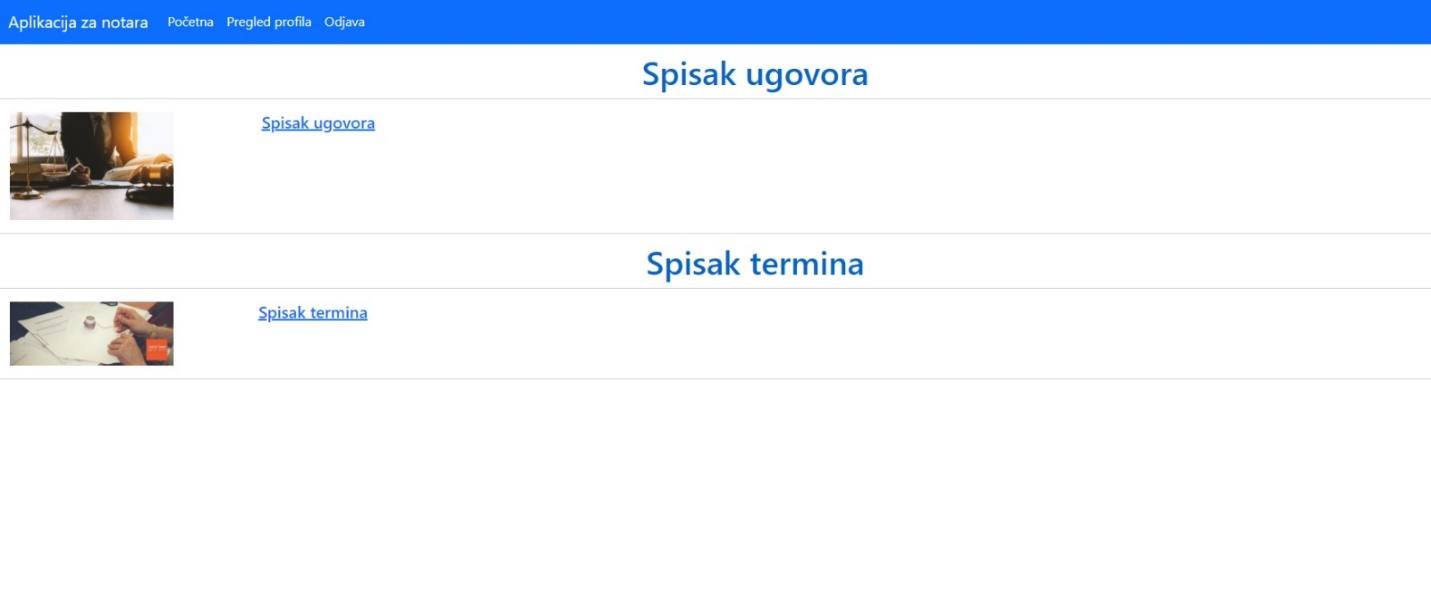 Aplikacija za notara Početna Pregled profila Odjava
Spisak ugovora
Spisak ugovora
Spisak termina
Spisak termina